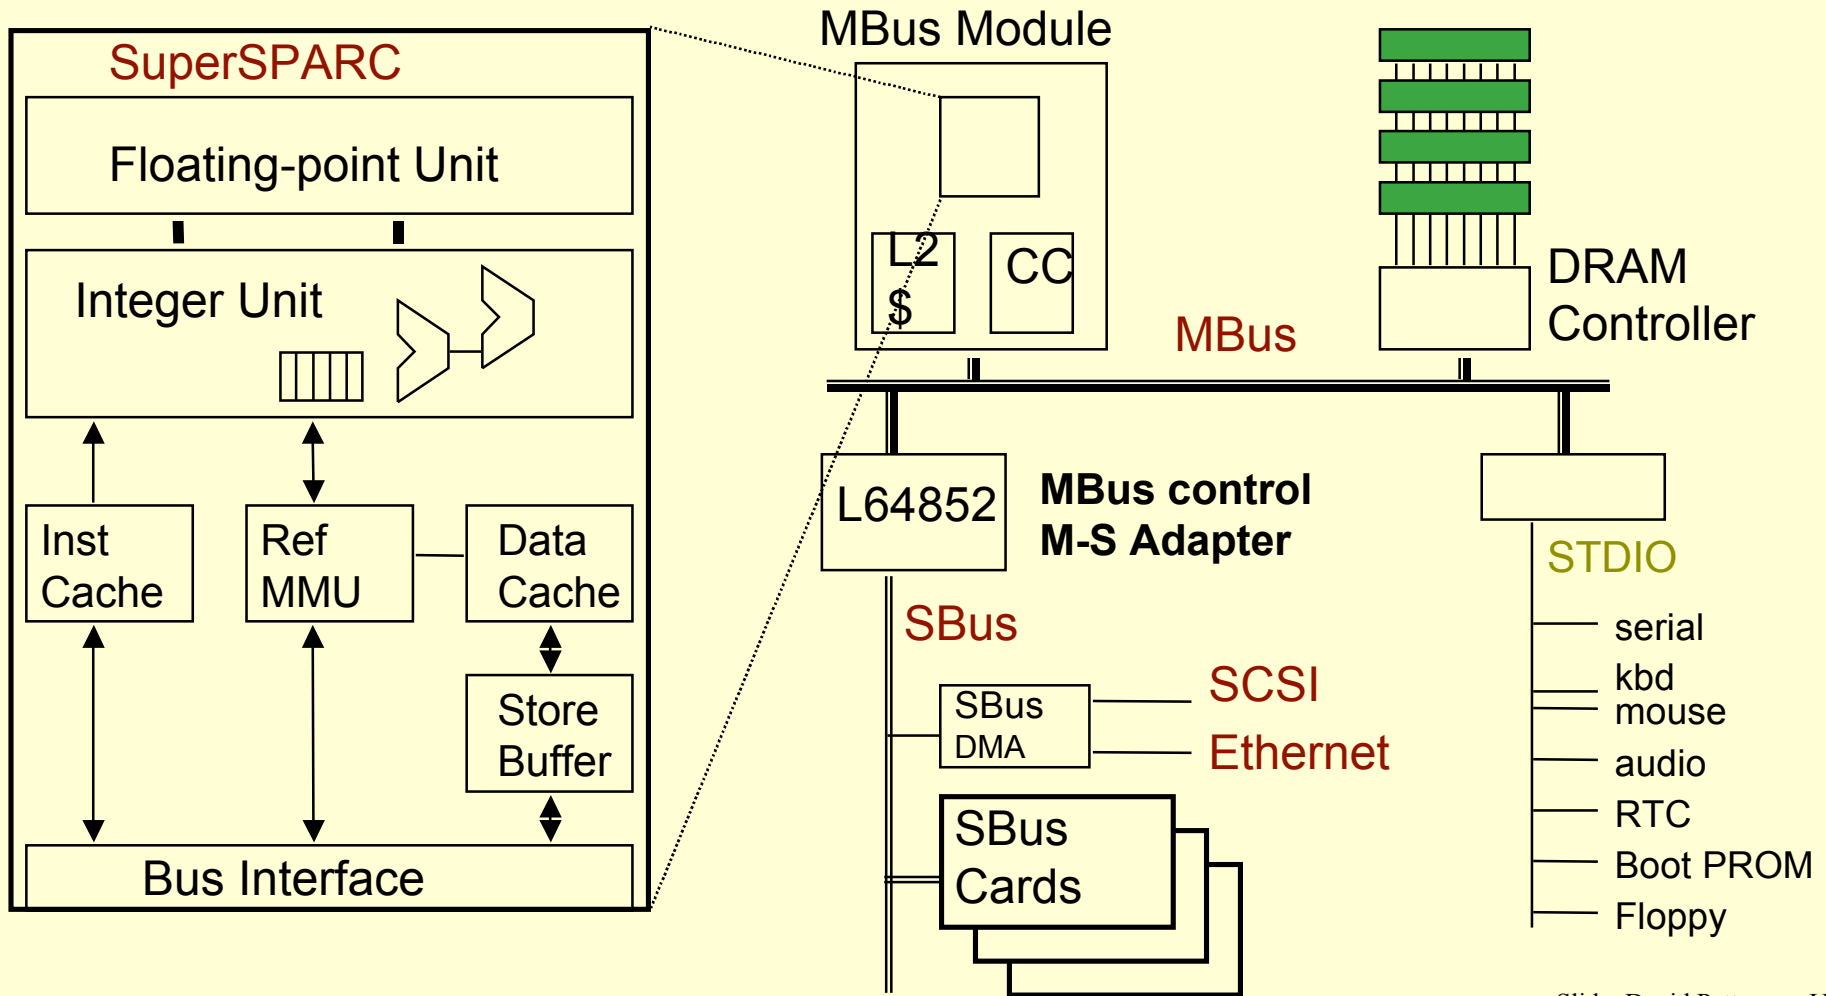 SuperSPARC
Floating-point Unit
Integer Unit
Inst
Cache
Ref
MMU
Data
Cache
Store
Buffer
Bus Interface
MBus Module
L2
$
CC
MBus
DRAM
Controller
L64852
MBus control
M-S Adapter
SBus
SBus
DMA
SCSI
Ethernet
SBus
Cards
STDIO
serial
kbd
mouse
audio
RTC
Boot PROM
Floppy